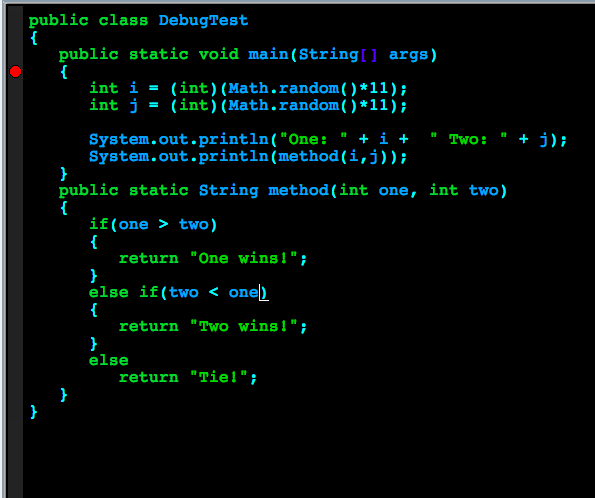 public class DebugTest
{
public static void main(String[] args)
{
int i = (int)(Math.random()*11);
int j = (int)(Math.random()*11);
System.out.println("One: " + i +  " Two: " + j);
System.out.println(method(i,j));
}
public static String method(int one, int two)
{
if(one > two)
{
return "One wins!";
}
else if(two < one)
{
return "Two wins!";
}
else
return "Tie!";
}
}